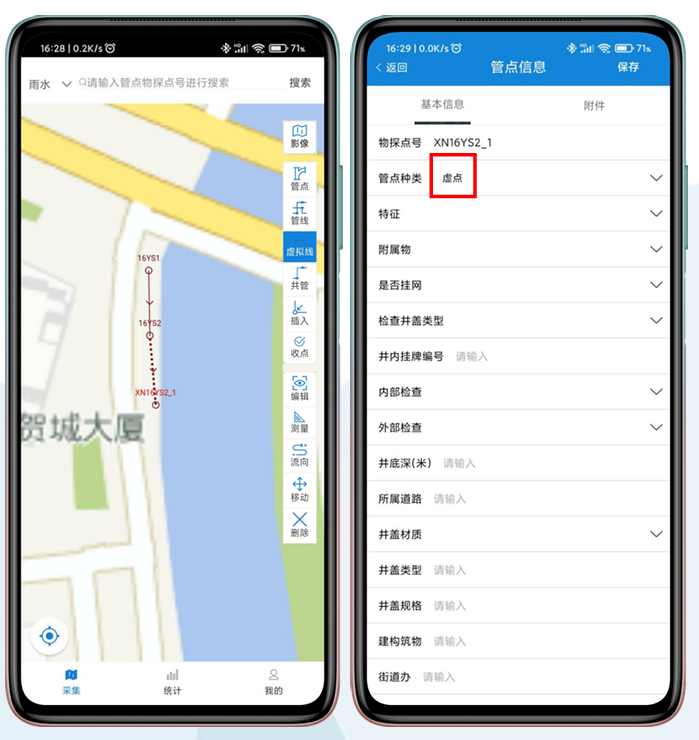 16:28 | 0.2K/s
71%
雨水
请输入管点物探点号进行搜索
搜索
影像
管点
管线
虚拟线
共管
插入
收点
编辑
测量
流向
移动
删除
16YS1
16YS2
XN16YS2_1
贺城大厦
采集
统计
我的
16:29 | 0.0K/s
71%
返回
管点信息
保存
基本信息
附件
物探点号 XN16YS2_1
管点种类 虚点
特征
附属物
是否挂网
检查井盖类型
井内挂牌编号 请输入
内部检查
外部检查
井底深(米) 请输入
所属道路 请输入
井盖材质
井盖类型 请输入
井盖规格 请输入
建构筑物 请输入
街道办 请输入